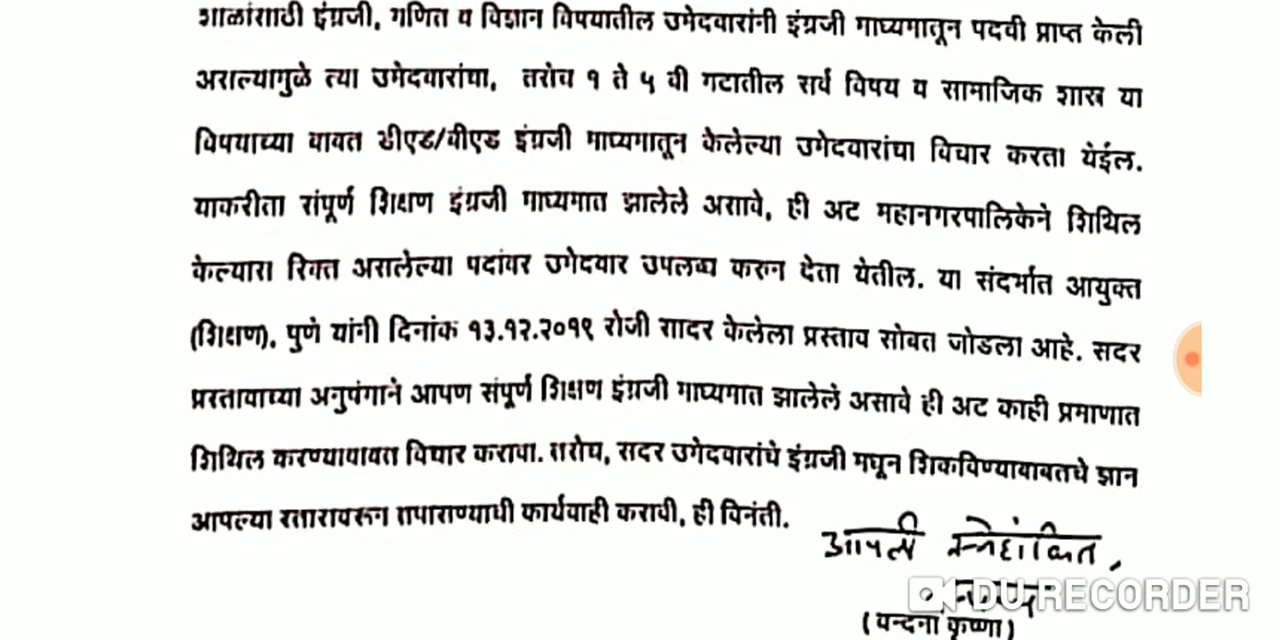 शाळांसाठी इंग्रजी, गणित व विज्ञान विषयातील उमेदवारांनी इंग्रजी माध्यमातून पदवी प्राप्त केली
असल्यामुळे त्या उमेदवारांचा, तसेच १ ते ५ वी गटातील सर्व विषय व सामाजिक शास्त्र या
विषयाच्या बाबत डीएड/बीएड इंग्रजी माध्यमातून केलेल्या उमेदवारांचा विचार करता येईल.
याकरीता संपूर्ण शिक्षण इंग्रजी माध्यमात झालेले असावे, ही अट महानगरपालिकेने शिथिल
केल्यास रिक्त असलेल्या पदांवर उमेदवार उपलब्ध करुन देता येतील. या संदर्भात आयुक्त
(शिक्षण), पुणे यांनी दिनांक १३.१२.२०१९ रोजी सादर केलेला प्रस्ताव सोबत जोडला आहे. सदर
प्रस्तावाच्या अनुषंगाने आपण संपूर्ण शिक्षण इंग्रजी माध्यमात झालेले असावे ही अट काही प्रमाणात
शिथिल करण्याबाबत विचार करावा. तसेच, सदर उमेदवारांचे इंग्रजी मधून शिकविण्याबाबतचे ज्ञान
आपल्या स्तरावरून तपासण्याची कार्यवाही करावी, ही विनंती.
आपली स्नेहांकित,
DU RECORDER
(वन्दना कृष्णा)